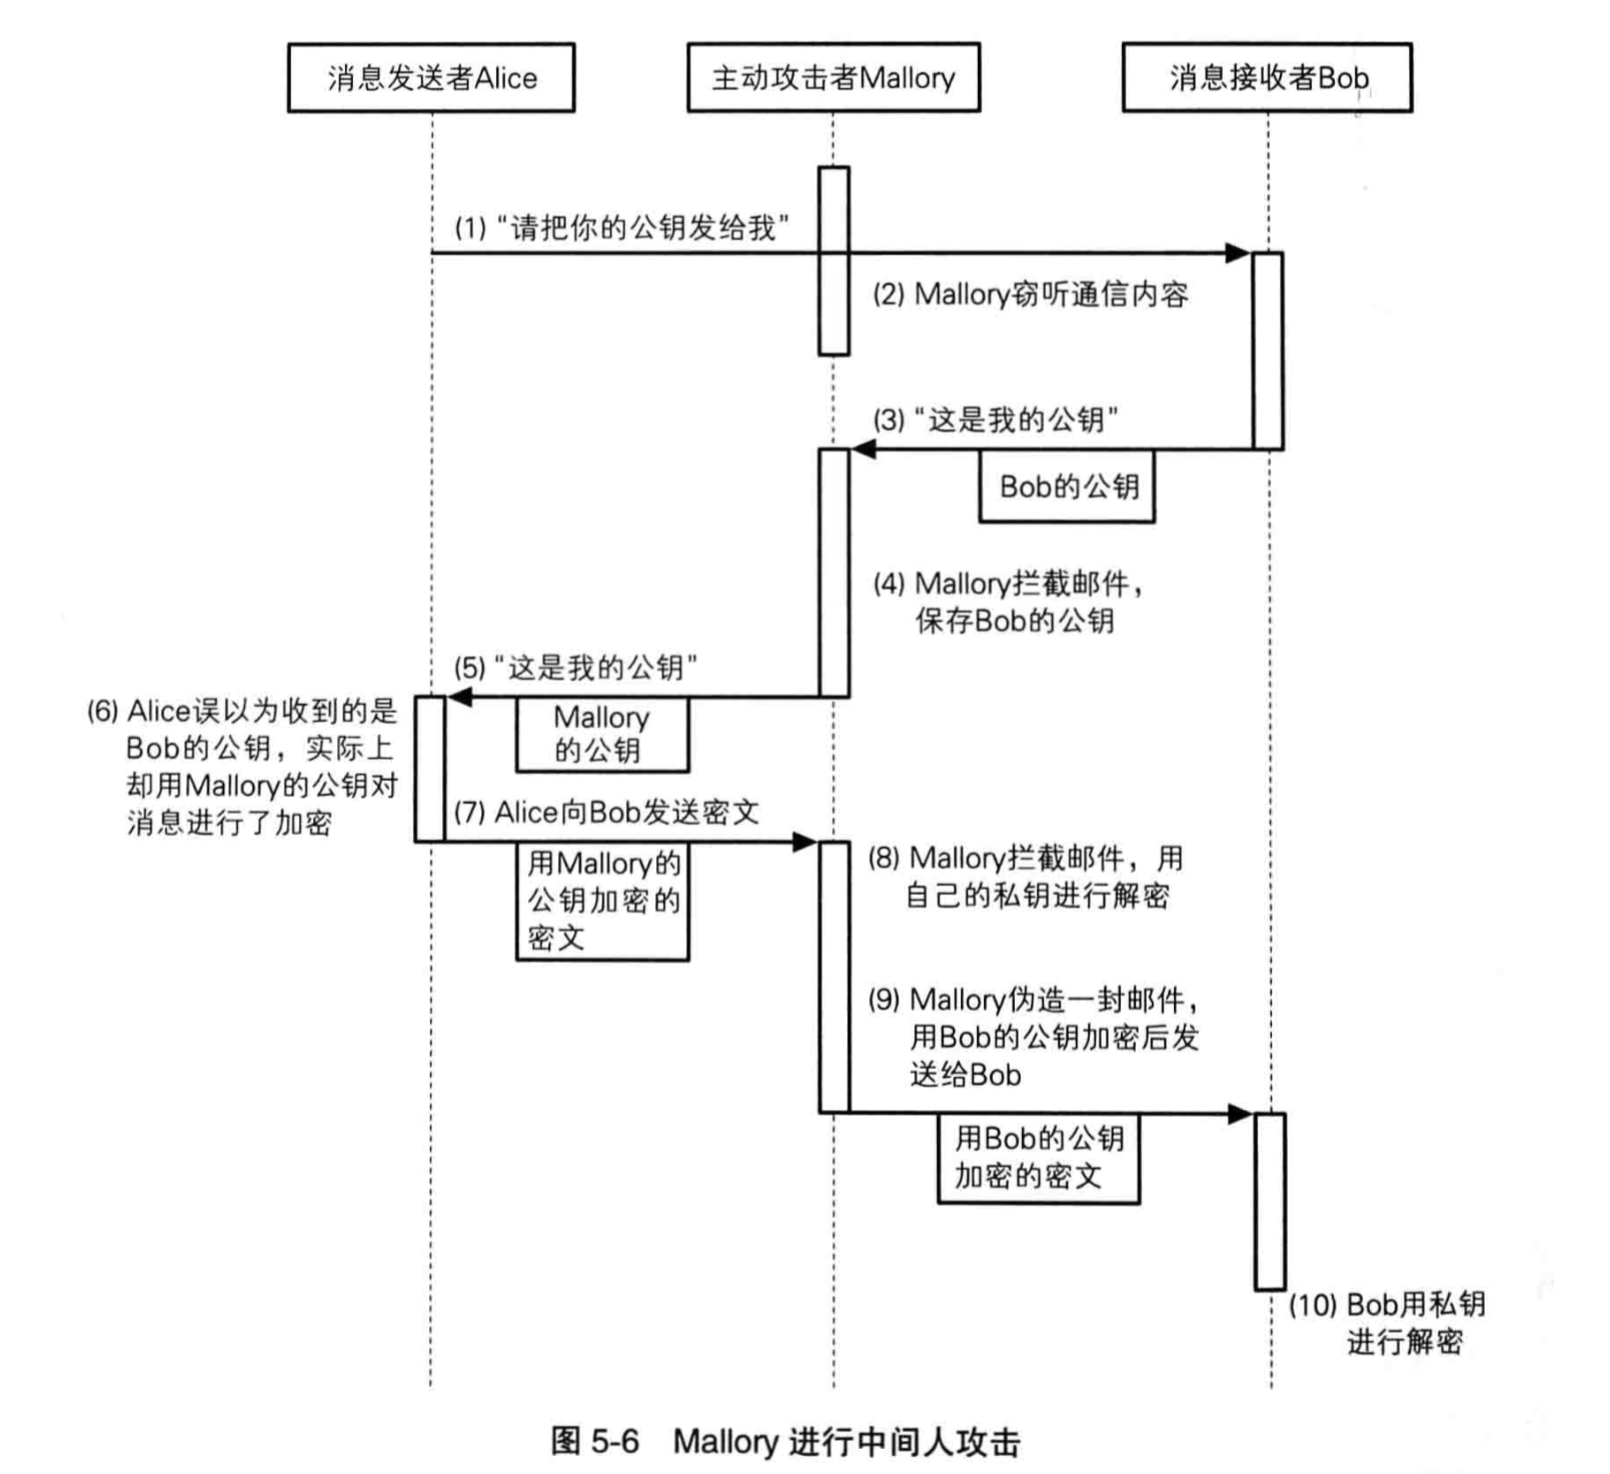 消息发送者Alice
主动攻击者Mallory
消息接收者Bob
(1) “请把你的公钥发给我”
(2) Mallory窃听通信内容
(3) “这是我的公钥”
Bob的公钥
(4) Mallory拦截邮件，
保存Bob的公钥
(5) “这是我的公钥”
Mallory
的公钥
(6) Alice误以为收到的是
Bob的公钥，实际上
却用Mallory的公钥对
消息进行了加密
(7) Alice向Bob发送密文
用Mallory的
公钥加密的
密文
(8) Mallory拦截邮件，用
自己的私钥进行解密
(9) Mallory伪造一封邮件，
用Bob的公钥加密后发
送给Bob
用Bob的公钥
加密的密文
(10) Bob用私钥
进行解密
图 5-6 Mallory 进行中间人攻击